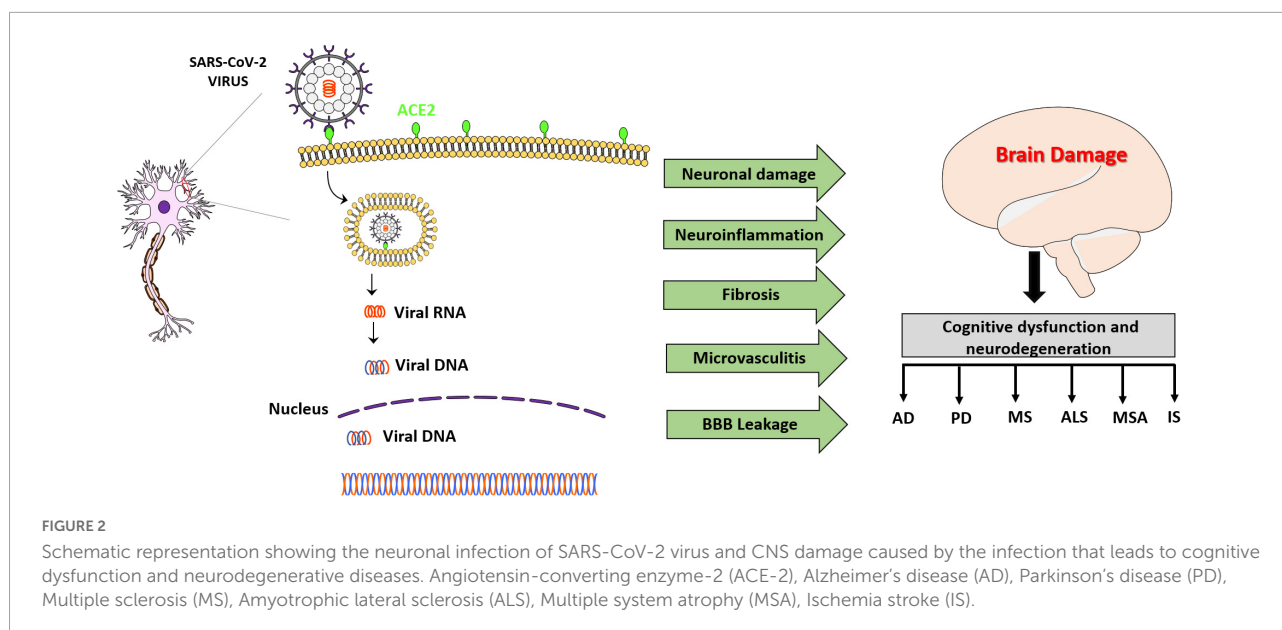 SARS-CoV-2
VIRUS
ACE2
Viral RNA
Viral DNA
Nucleus
Viral DNA
Neuronal damage
Neuroinflammation
Fibrosis
Microvasculitis
BBB Leakage
Brain Damage
Cognitive dysfunction and
neurodegeneration
AD PD MS ALS MSA IS
FIGURE 2
Schematic representation showing the neuronal infection of SARS-CoV-2 virus and CNS damage caused by the infection that leads to cognitive
dysfunction and neurodegenerative diseases. Angiotensin-converting enzyme-2 (ACE-2), Alzheimer's disease (AD), Parkinson's disease (PD),
Multiple sclerosis (MS), Amyotrophic lateral sclerosis (ALS), Multiple system atrophy (MSA), Ischemia stroke (IS).